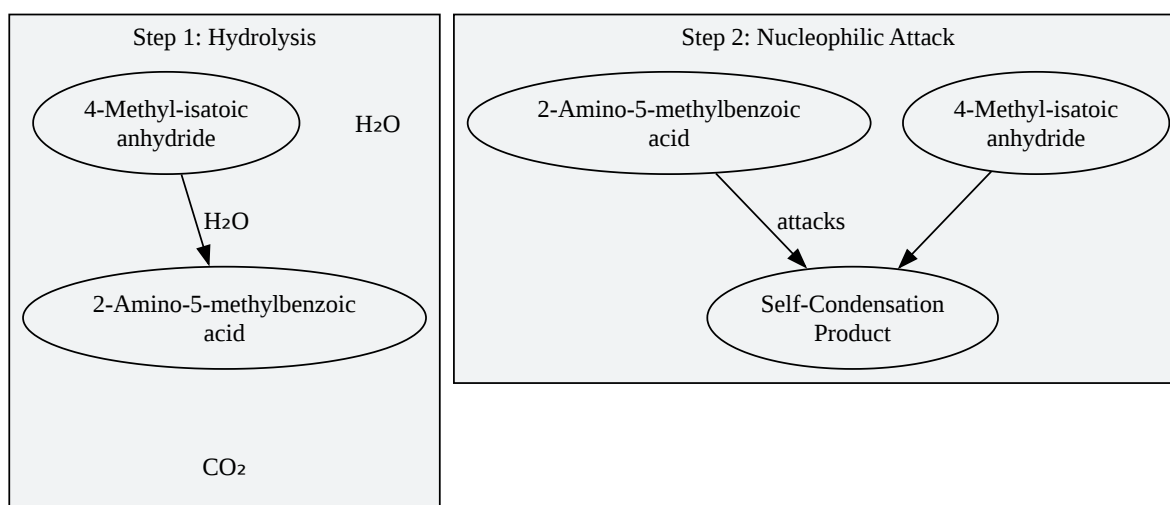 Step 1: Hydrolysis
4-Methyl-isatoic
anhydride
H₂O
H₂O
2-Amino-5-methylbenzoic
acid
CO₂
Step 2: Nucleophilic Attack
2-Amino-5-methylbenzoic
acid
4-Methyl-isatoic
anhydride
attacks
Self-Condensation
Product